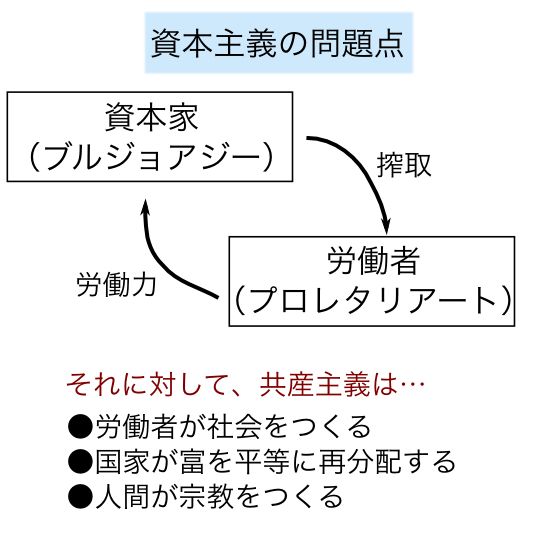 資本主義の問題点
資本家
（ブルジョアジー）
搾取
労働者
（プロレタリアート）
労働力
それに対して、共産主義は…
●労働者が社会をつくる
●国家が富を平等に再分配する
●人間が宗教をつくる